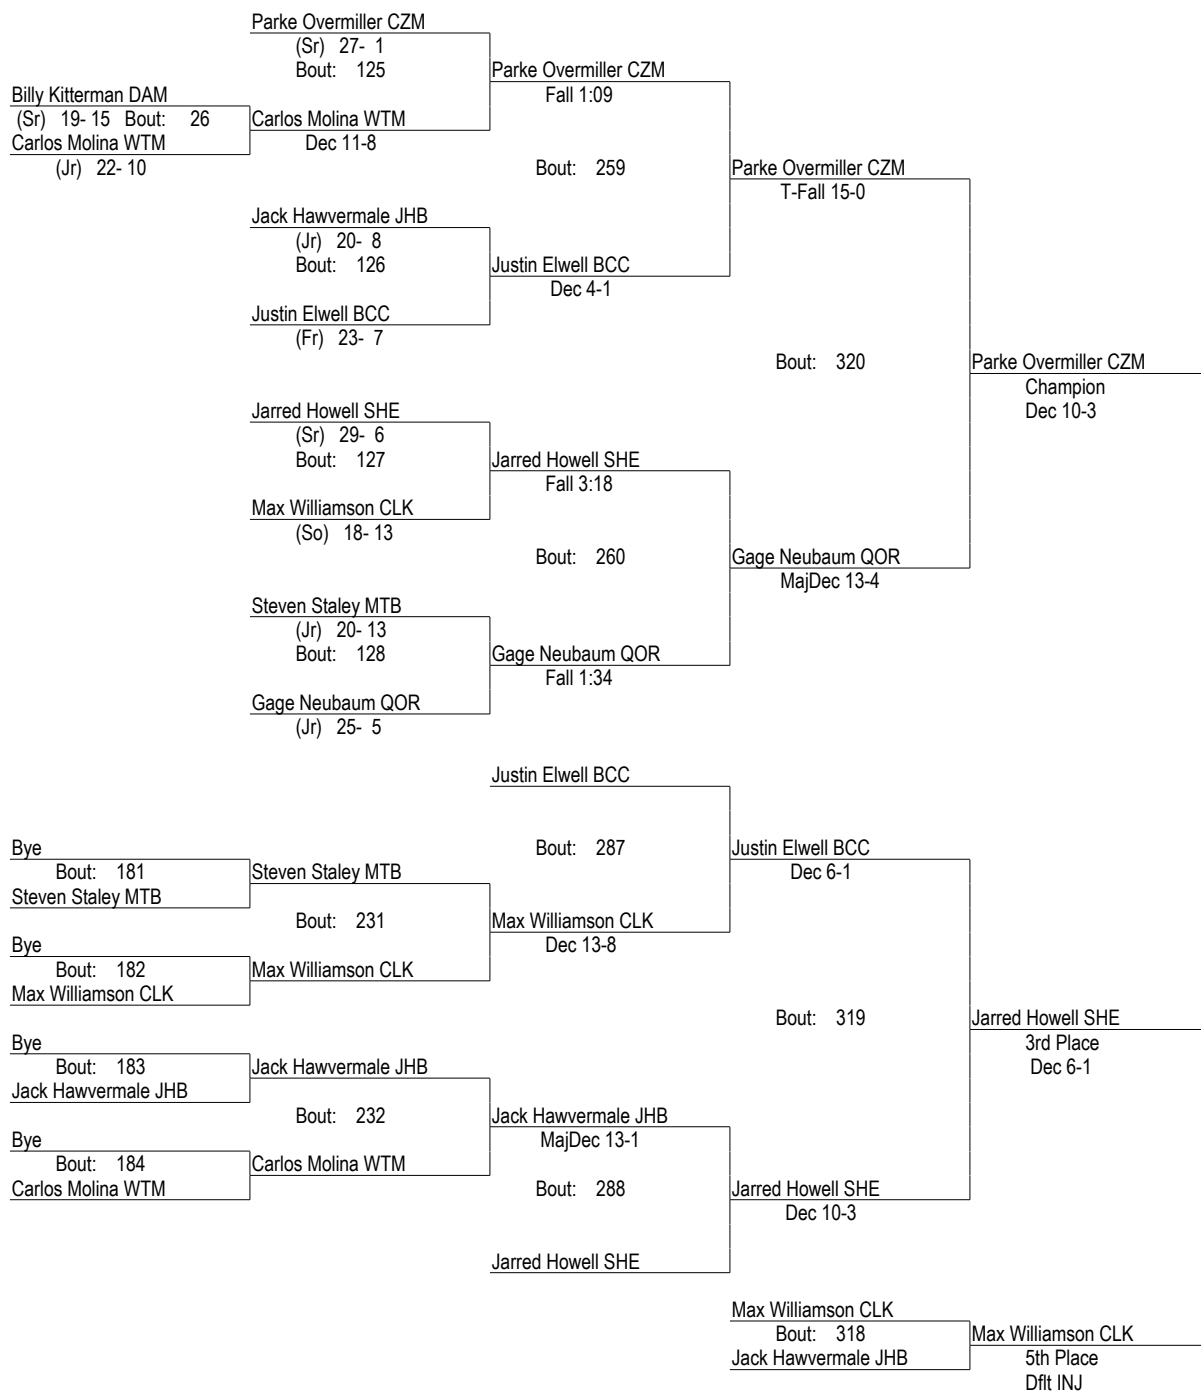 Parke Overmiller CZM
(Sr) 27- 1
Bout: 125
Parke Overmiller CZM
Fall 1:09
Billy Kitterman DAM
(Sr) 19- 15 Bout: 26
Carlos Molina WTM
Carlos Molina WTM
Dec 11-8
(Jr) 22- 10
Bout: 259
Parke Overmiller CZM
T-Fall 15-0
Jack Hawvermale JHB
(Jr) 20- 8
Bout: 126
Justin Elwell BCC
Dec 4-1
Justin Elwell BCC
(Fr) 23- 7
Bout: 320
Parke Overmiller CZM
Champion
Dec 10-3
Jarred Howell SHE
(Sr) 29- 6
Bout: 127
Jarred Howell SHE
Fall 3:18
Max Williamson CLK
(So) 18- 13
Bout: 260
Gage Neubaum QOR
MajDec 13-4
Steven Staley MTB
(Jr) 20- 13
Bout: 128
Gage Neubaum QOR
Fall 1:34
Gage Neubaum QOR
(Jr) 25- 5
Justin Elwell BCC
Bye
Bout: 181
Steven Staley MTB
Steven Staley MTB
Bout: 287
Justin Elwell BCC
Dec 6-1
Bout: 231
Max Williamson CLK
Dec 13-8
Bye
Bout: 182
Max Williamson CLK
Max Williamson CLK
Bout: 319
Jarred Howell SHE
3rd Place
Dec 6-1
Bye
Bout: 183
Jack Hawvermale JHB
Jack Hawvermale JHB
Bout: 232
Jack Hawvermale JHB
MajDec 13-1
Bye
Bout: 184
Carlos Molina WTM
Carlos Molina WTM
Bout: 288
Jarred Howell SHE
Dec 10-3
Jarred Howell SHE
Max Williamson CLK
Bout: 318
Jack Hawvermale JHB
Max Williamson CLK
5th Place
Dflt INJ